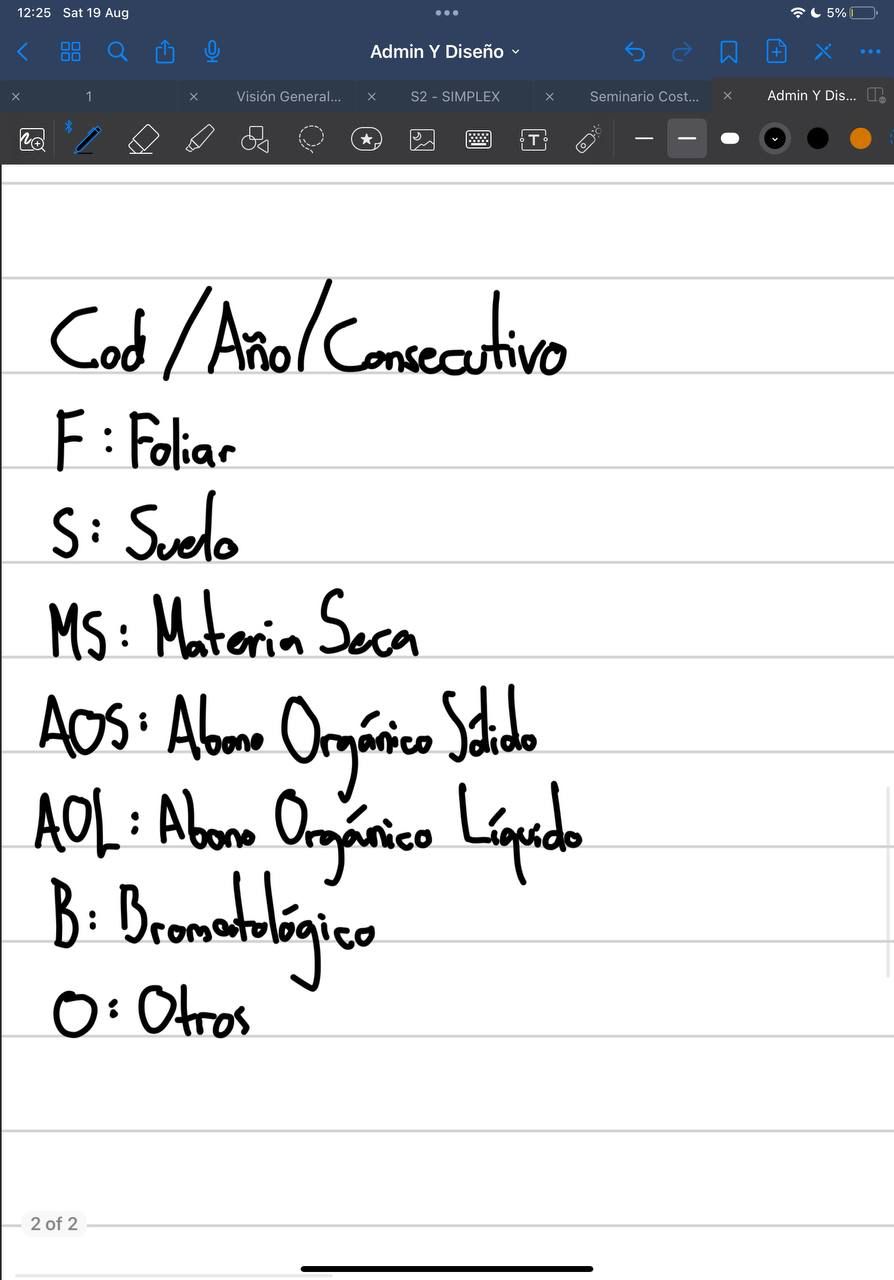 12:25 Sat 19 Aug 5%
Admin Y Diseño
1 Visión General... S2 - SIMPLEX Seminario Cost... Admin Y Dis...
Cod/Año/Consecutivo
F: Foliar
S: Suelo
MS: Materia Seca
AOS: Abono Orgánico Sólido
AOL: Abono Orgánico Líquido
B: Bromatológico
O: Otros
2 of 2